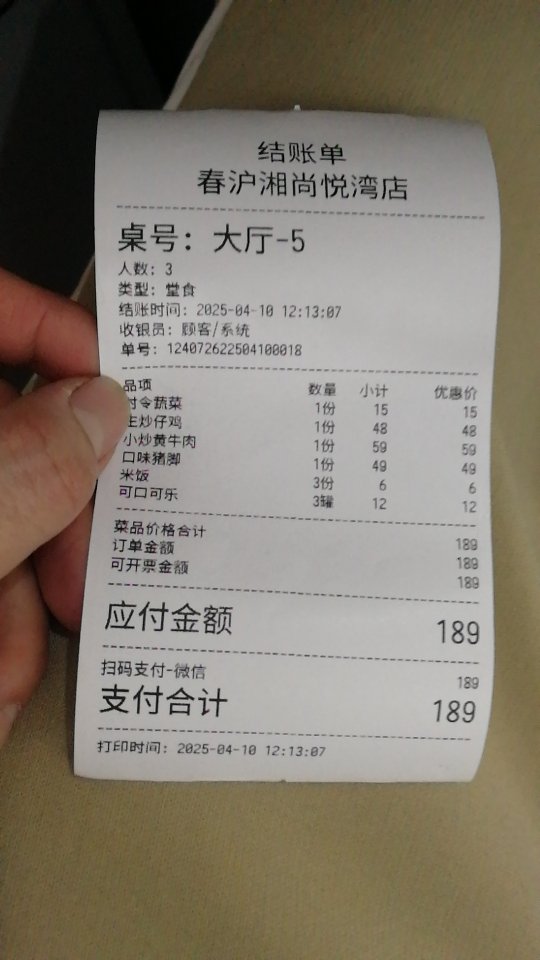 结账单
春沪湘尚悦湾店
桌号：大厅-5
人数：3
类型：堂食
结账时间：2025-04-10 12:13:07
收银员：顾客/系统
单号：124072622504100018
品项 数量 小计 优惠价
时令蔬菜 1份 15 15
生炒仔鸡 1份 48 48
小炒黄牛肉 1份 59 59
口味猪脚 1份 49 49
米饭 3份 6 6
可口可乐 3罐 12 12
菜品价格合计 189
订单金额 189
可开票金额 189
应付金额 189
扫码支付-微信 189
支付合计 189
打印时间：2025-04-10 12:13:07